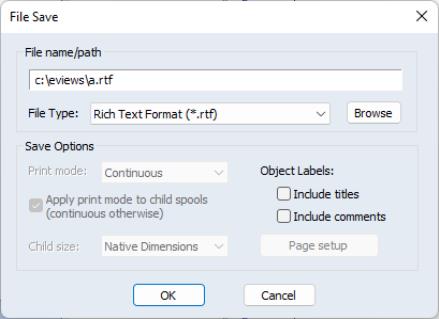 File Save
File name/path
c:\eviews\a.rtf
File Type: Rich Text Format (*.rtf) Browse
Save Options
Print mode: Continuous
Object Labels:
Apply print mode to child spools
(continuous otherwise)
Include titles
Include comments
Child size: Native Dimensions
Page setup
OK Cancel